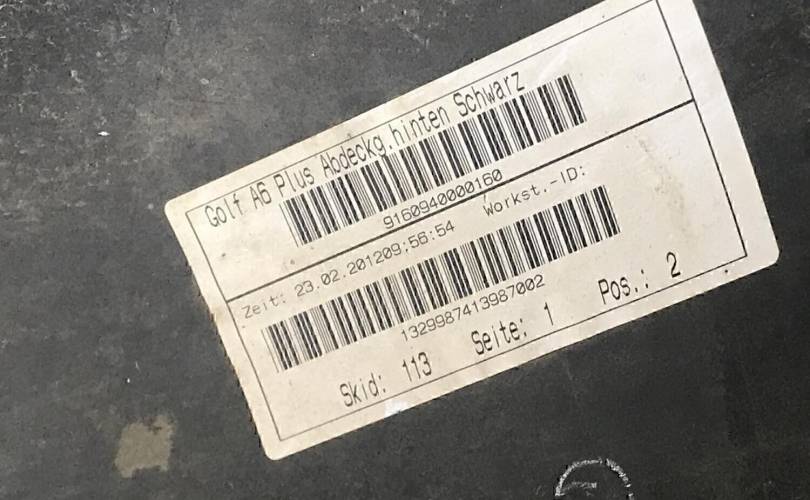 Golf A6 Plus Abdeckg.hinten Schwarz
9160940000160
Zeit: 23.02.201209:56:54 Workst.-ID:
1329987413987002
Skid: 113 Seite: 1 Pos.: 2